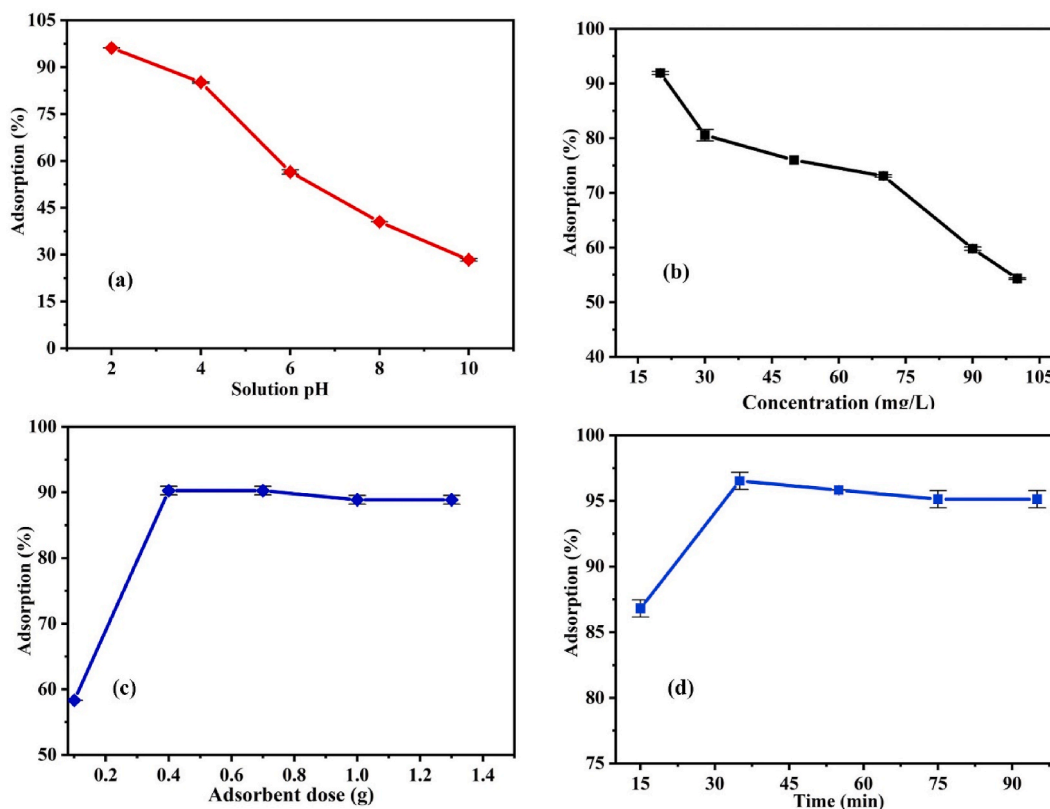 105
90
75
60
45
30
15
0
Adsorption (%)
(a)
2 4 6 8 10
Solution pH
100
90
80
70
60
50
40
Adsorption (%)
(b)
15 30 45 60 75 90 105
Concentration (mg/L)
100
90
80
70
60
50
Adsorption (%)
(c)
0.2 0.4 0.6 0.8 1.0 1.2 1.4
Adsorbent dose (g)
100
95
90
85
80
75
Adsorption (%)
(d)
15 30 45 60 75 90
Time (min)